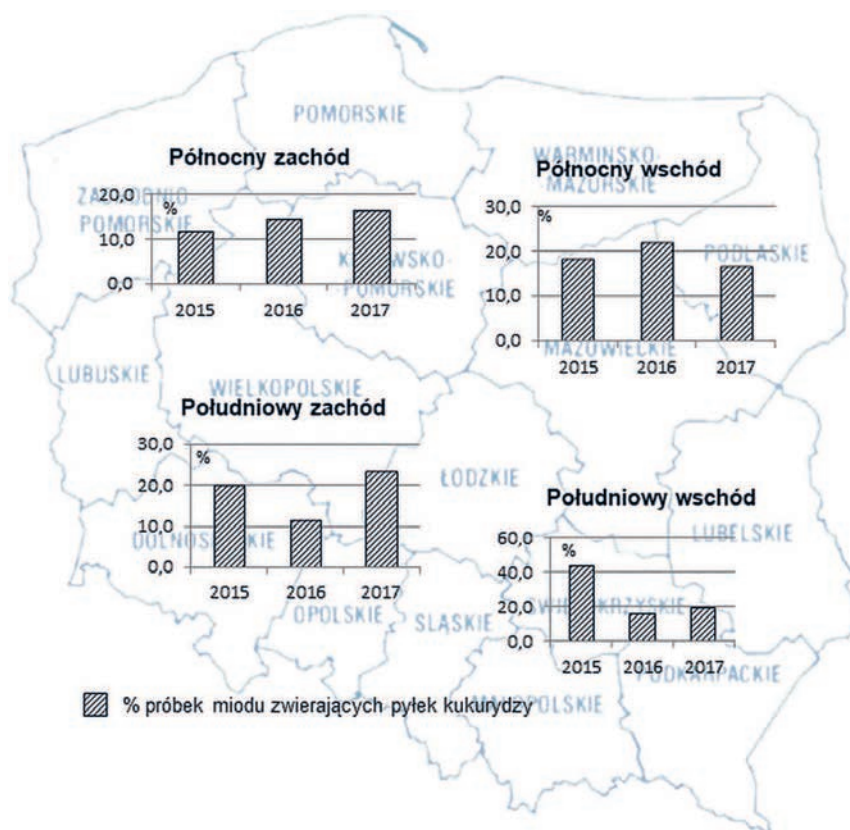 POMORSKIE
Północny zachód
WARMIŃSKO-
MAZURSKIE
Północny wschód
ZACHODNIO
POMORSKIE
20,0
%
10,0
0,0
2015 2016 2017
KUJAWSKO-
POMORSKIE
30,0
%
20,0
10,0
0,0
2015 2016 2017
PODLASKIE
MAZOWIECKIE
LUBUSKIE
WIELKOPOLSKIE
Południowy zachód
30,0
%
20,0
10,0
0,0
2015 2016 2017
DOLNOŚLĄSKIE
ŁÓDZKIE
Południowy wschód
LUBELSKIE
60,0
%
40,0
20,0
0,0
2015 2016 2017
ŚWIĘTOKRZYSKIE
OPOLSKIE
ŚLĄSKIE
PODKARPACKIE
MAŁOPOLSKIE
% próbek miodu zwierających pyłek kukurydzy